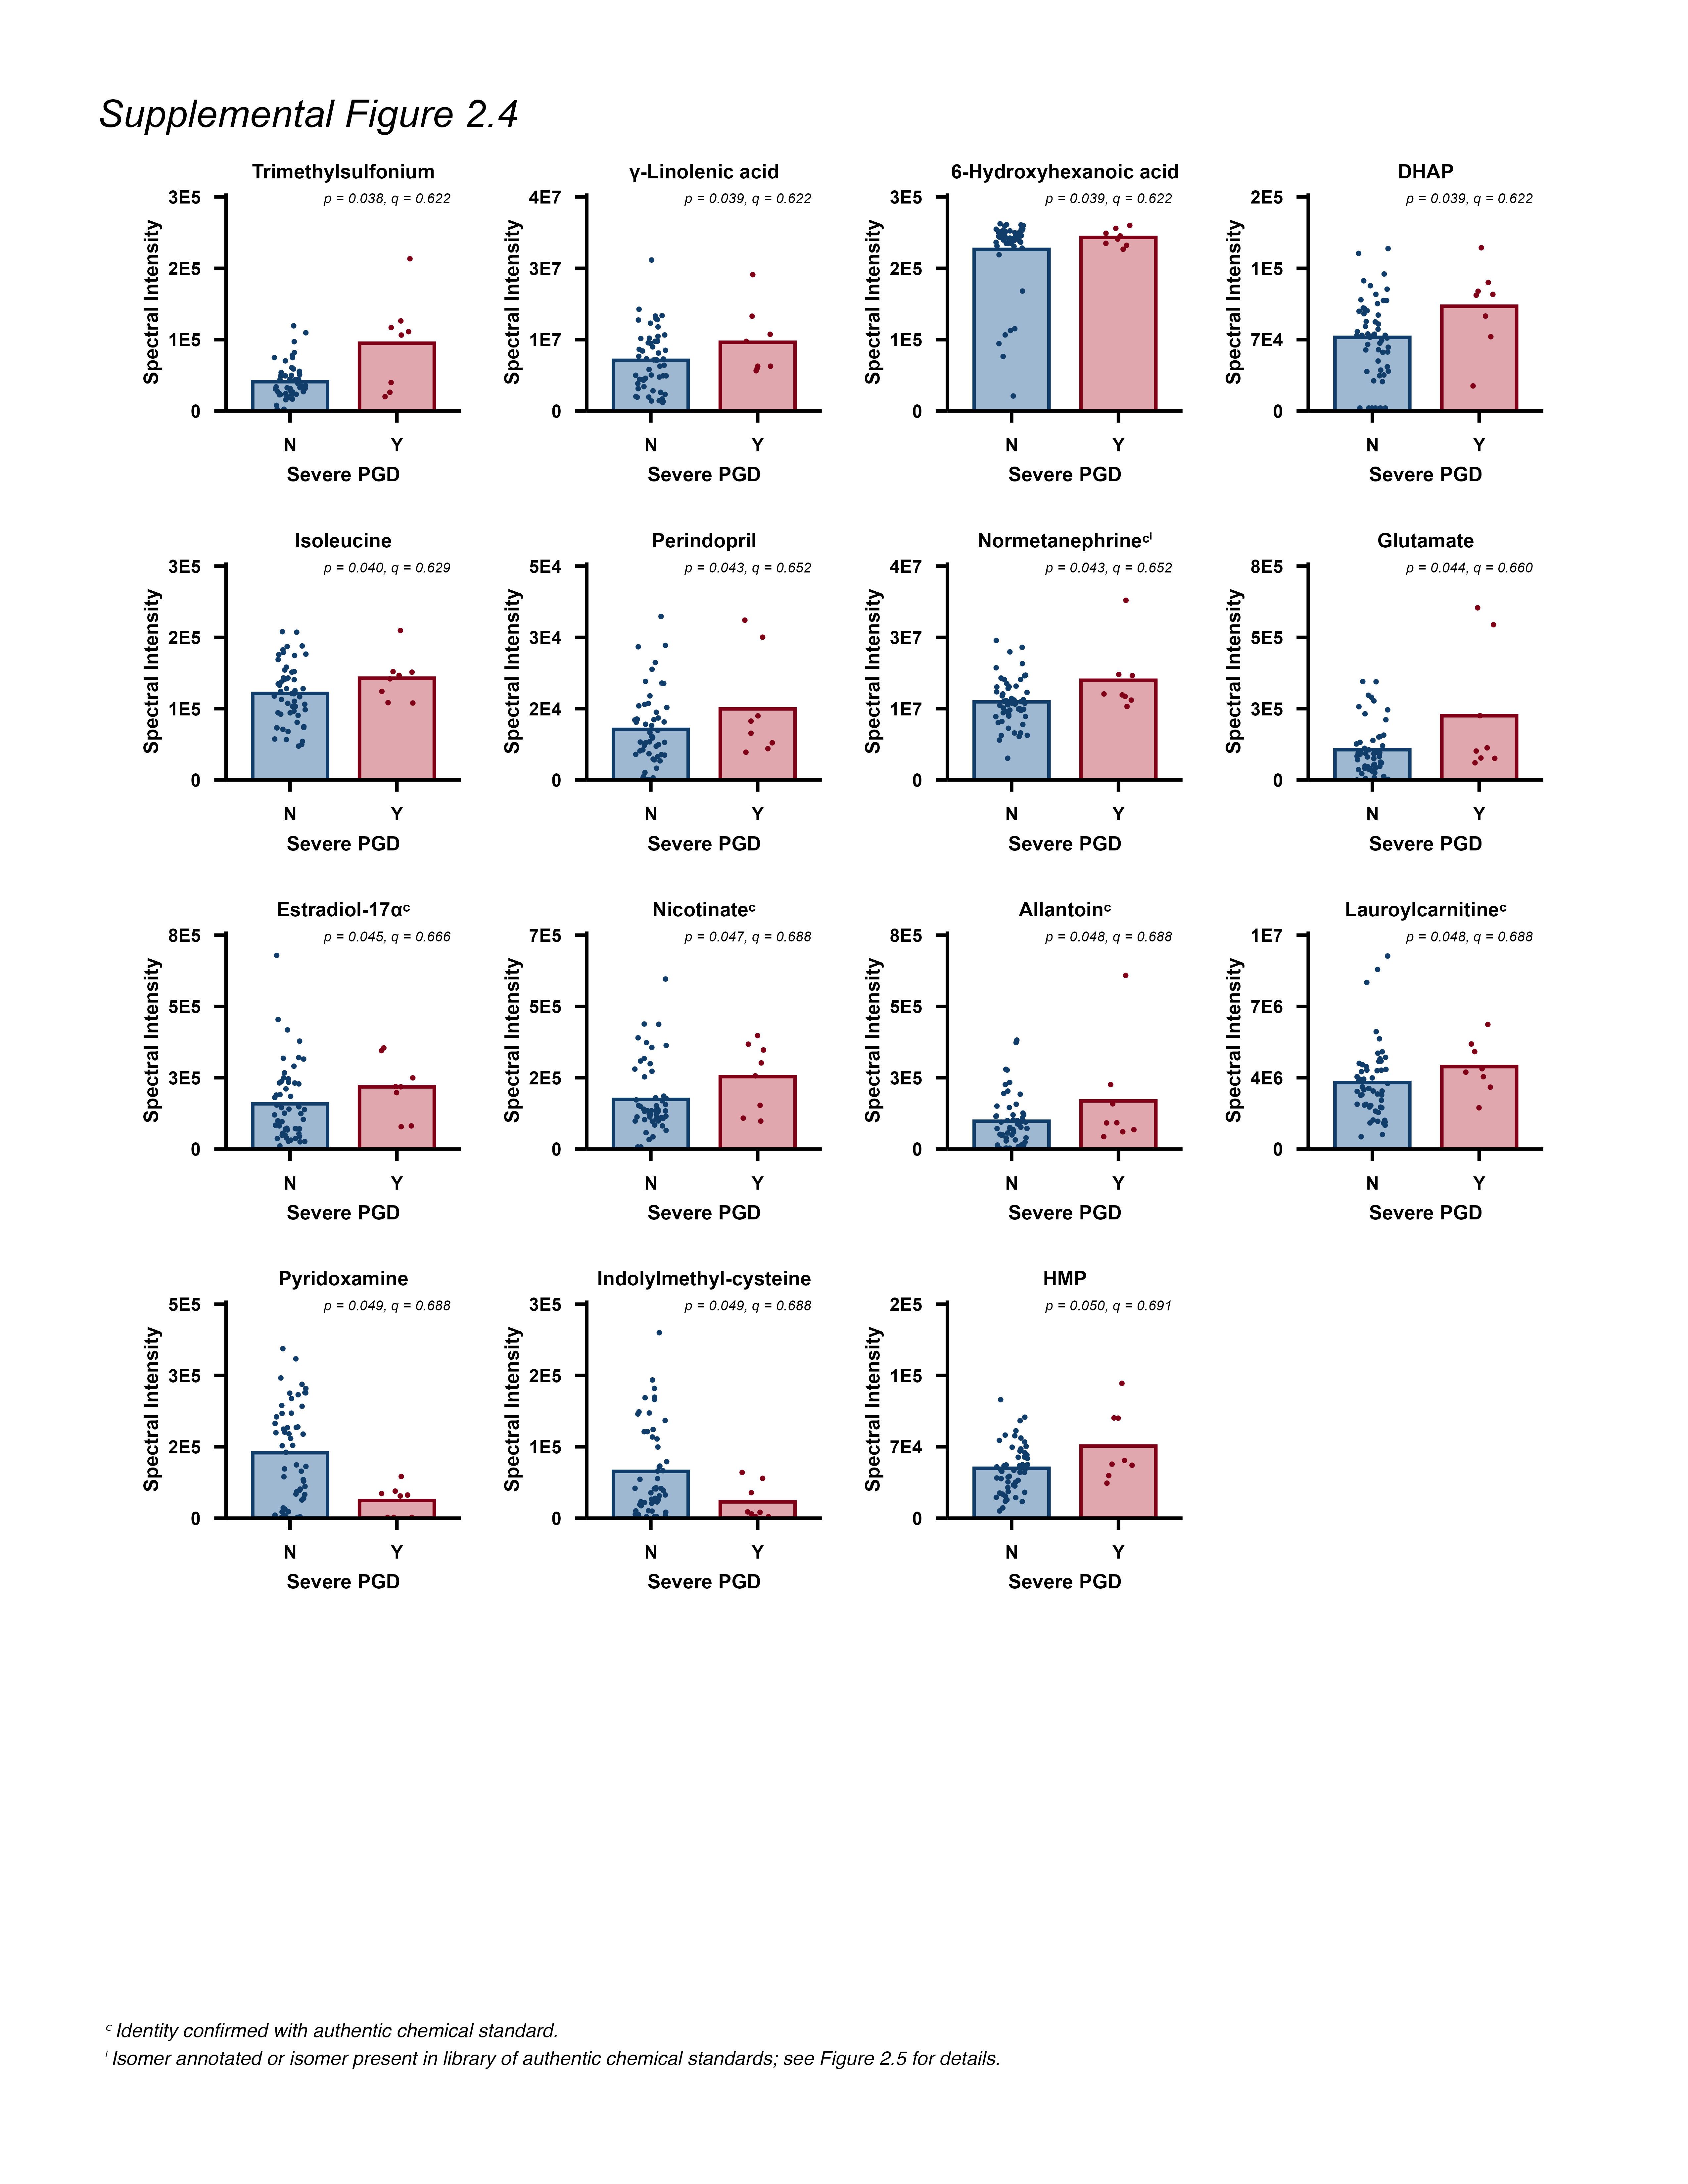 Supplemental Figure 2.4
Trimethylsulfonium
p = 0.038, q = 0.622
Spectral Intensity
3E5
2E5
1E5
0
N Y
Severe PGD
γ-Linolenic acid
p = 0.039, q = 0.622
Spectral Intensity
4E7
3E7
1E7
0
N Y
Severe PGD
6-Hydroxyhexanoic acid
p = 0.039, q = 0.622
Spectral Intensity
3E5
2E5
1E5
0
N Y
Severe PGD
DHAP
p = 0.039, q = 0.622
Spectral Intensity
2E5
1E5
7E4
0
N Y
Severe PGD
Isoleucine
p = 0.040, q = 0.629
Spectral Intensity
3E5
2E5
1E5
0
N Y
Severe PGD
Perindopril
p = 0.043, q = 0.652
Spectral Intensity
5E4
3E4
2E4
0
N Y
Severe PGD
Normetanephrineᶜⁱ
p = 0.043, q = 0.652
Spectral Intensity
4E7
3E7
1E7
0
N Y
Severe PGD
Glutamate
p = 0.044, q = 0.660
Spectral Intensity
8E5
5E5
3E5
0
N Y
Severe PGD
Estradiol-17αᶜ
p = 0.045, q = 0.666
Spectral Intensity
8E5
5E5
3E5
0
N Y
Severe PGD
Nicotinateᶜ
p = 0.047, q = 0.688
Spectral Intensity
7E5
5E5
2E5
0
N Y
Severe PGD
Allantoinᶜ
p = 0.048, q = 0.688
Spectral Intensity
8E5
5E5
3E5
0
N Y
Severe PGD
Lauroylcarnitineᶜ
p = 0.048, q = 0.688
Spectral Intensity
1E7
7E6
4E6
0
N Y
Severe PGD
Pyridoxamine
p = 0.049, q = 0.688
Spectral Intensity
5E5
3E5
2E5
0
N Y
Severe PGD
Indolylmethyl-cysteine
p = 0.049, q = 0.688
Spectral Intensity
3E5
2E5
1E5
0
N Y
Severe PGD
HMP
p = 0.050, q = 0.691
Spectral Intensity
2E5
1E5
7E4
0
N Y
Severe PGD
ᶜ Identity confirmed with authentic chemical standard.
ⁱ Isomer annotated or isomer present in library of authentic chemical standards; see Figure 2.5 for details.